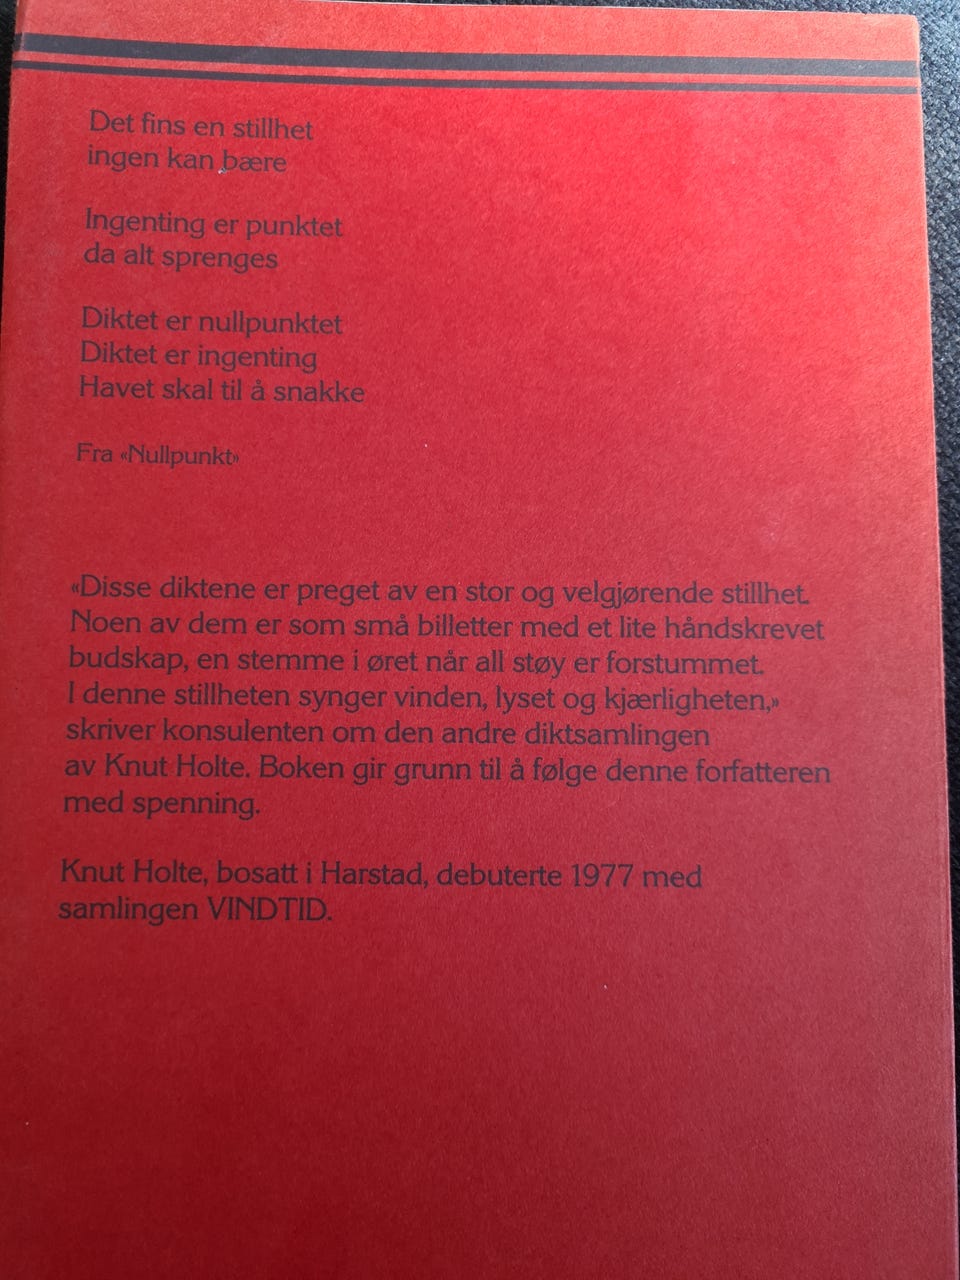 Det fins en stillhet
ingen kan bære
Ingenting er punktet
da alt sprenges
Diktet er nullpunktet
Diktet er ingenting
Havet skal til å snakke
Fra «Nullpunkt»
«Disse diktene er preget av en stor og velgjørende stillhet.
Noen av dem er som små billetter med et lite håndskrevet
budskap, en stemme i øret når all støy er forstummet.
I denne stillheten synger vinden, lyset og kjærligheten,»
skriver konsulenten om den andre diktsamlingen
av Knut Holte. Boken gir grunn til å følge denne forfatteren
med spenning.
Knut Holte, bosatt i Harstad, debuterte 1977 med
samlingen VINDTID.